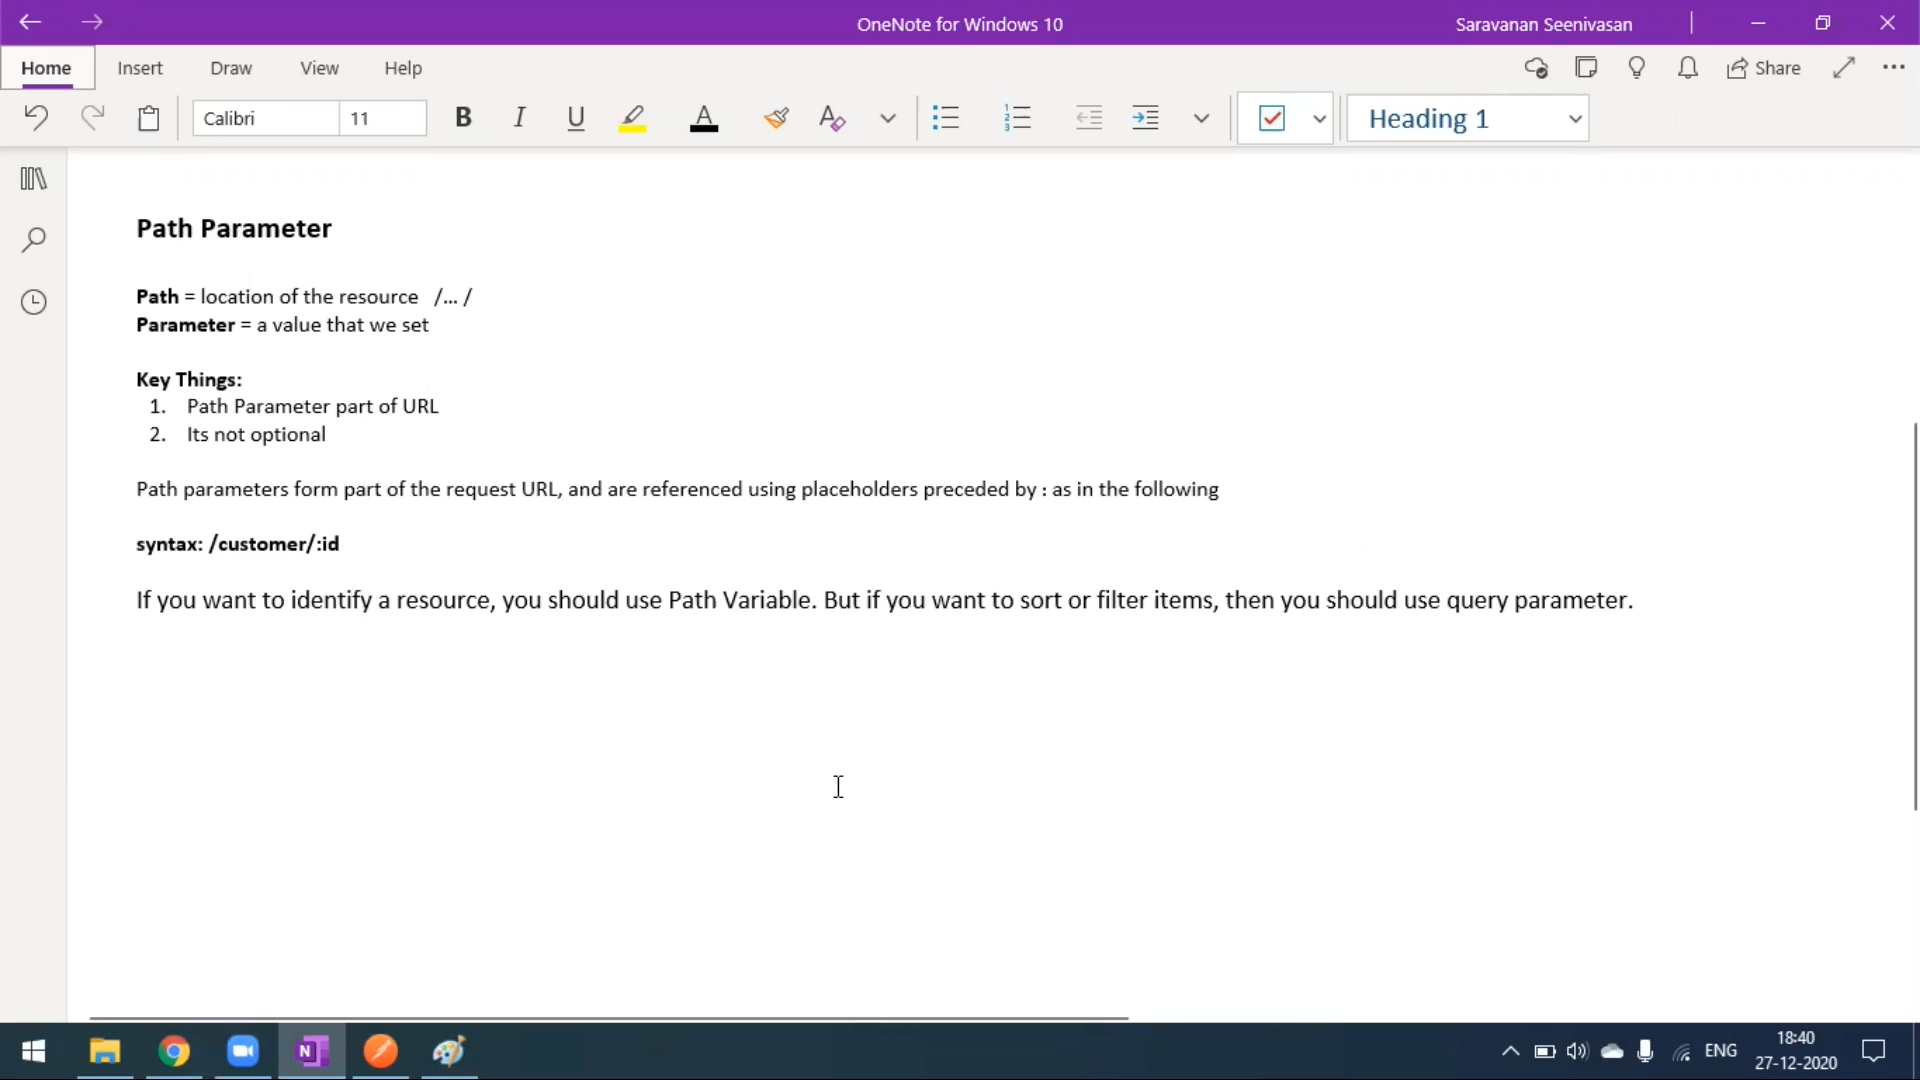 OneNote for Windows 10
Saravanan Seenivasan
Home Insert Draw View Help
Share
Calibri 11 B I U A A Heading 1
Path Parameter
Path = location of the resource /... /
Parameter = a value that we set
Key Things:
1. Path Parameter part of URL
2. Its not optional
Path parameters form part of the request URL, and are referenced using placeholders preceded by : as in the following
syntax: /customer/:id
If you want to identify a resource, you should use Path Variable. But if you want to sort or filter items, then you should use query parameter.
N
ENG
18:40
27-12-2020